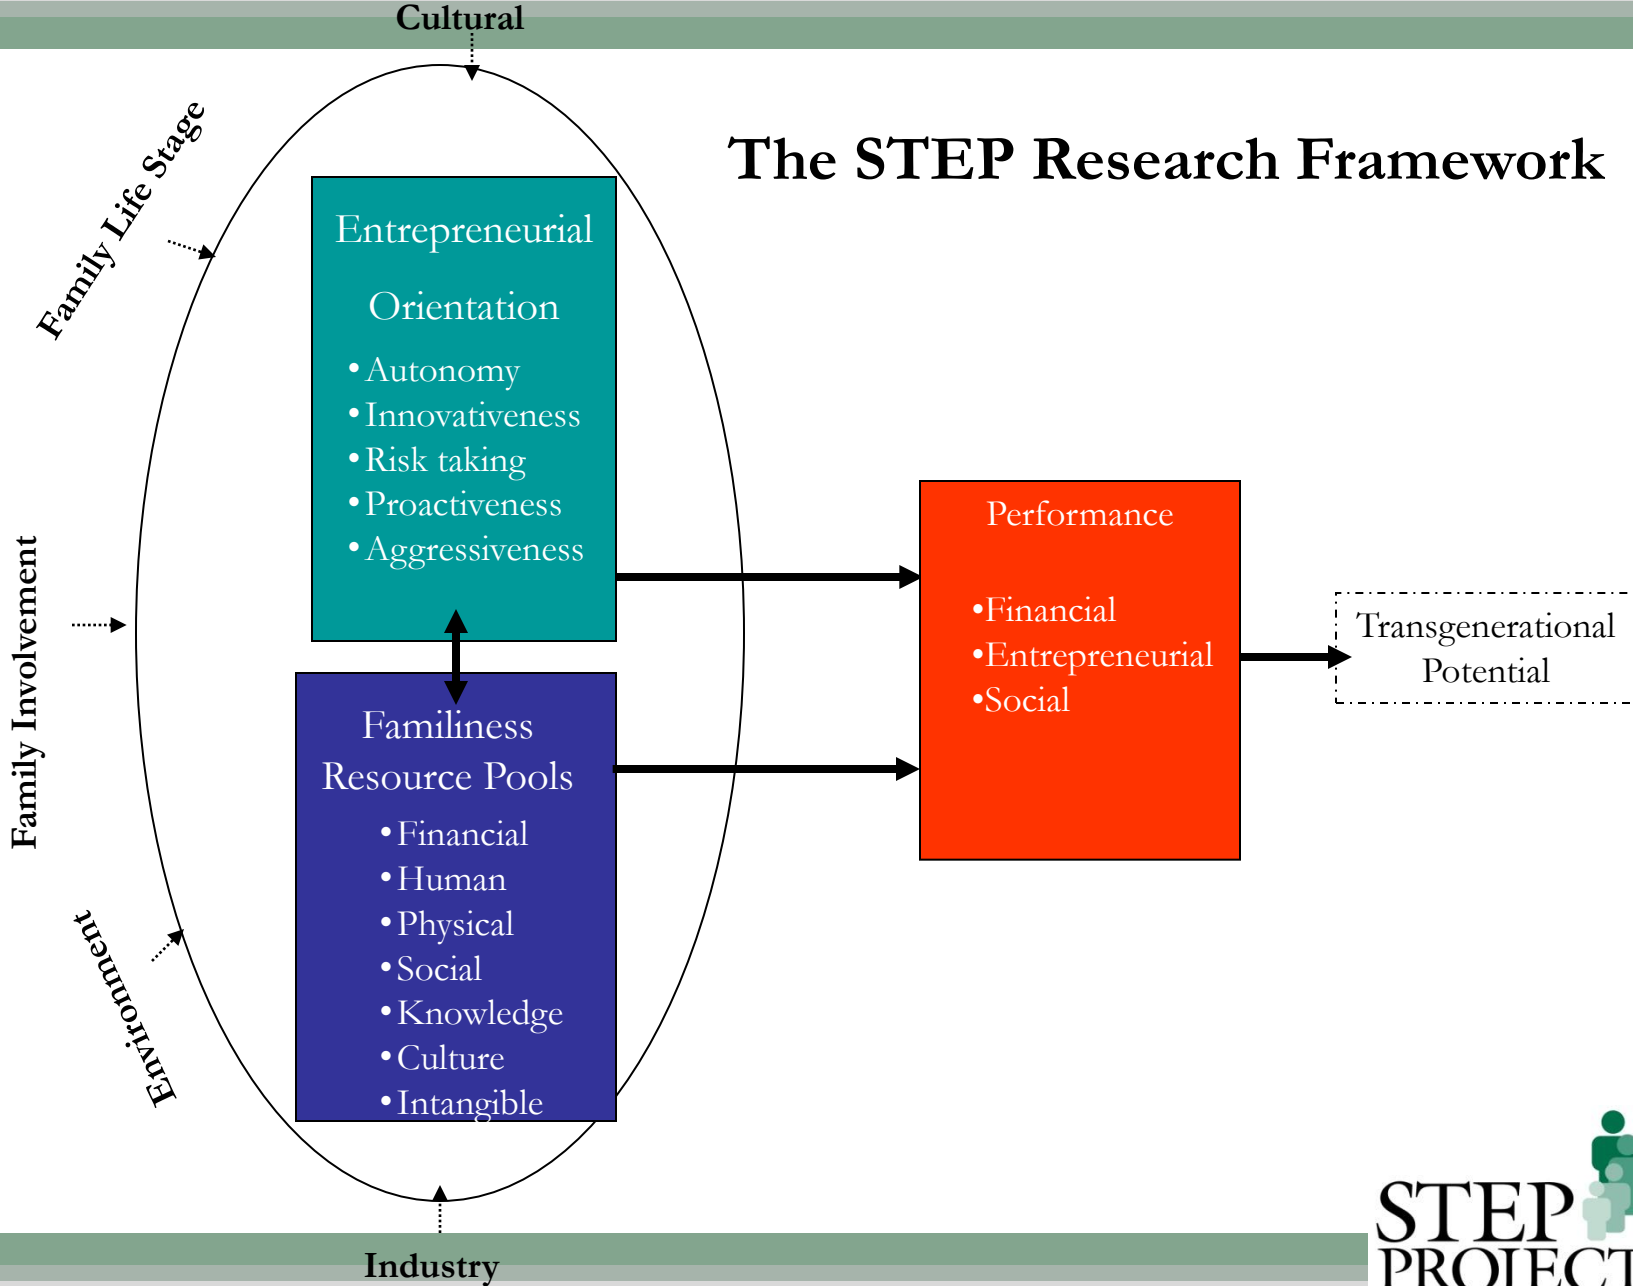 Cultural
The STEP Research Framework
Family Life Stage
Entrepreneurial
Orientation
•Autonomy
•Innovativeness
•Risk taking
•Proactiveness
•Aggressiveness
Family Involvement
Performance
•Financial
•Entrepreneurial
•Social
Transgenerational
Potential
Familiness
Resource Pools
•Financial
•Human
•Physical
•Social
•Knowledge
•Culture
•Intangible
Environment
Industry
STEP
PROJECT